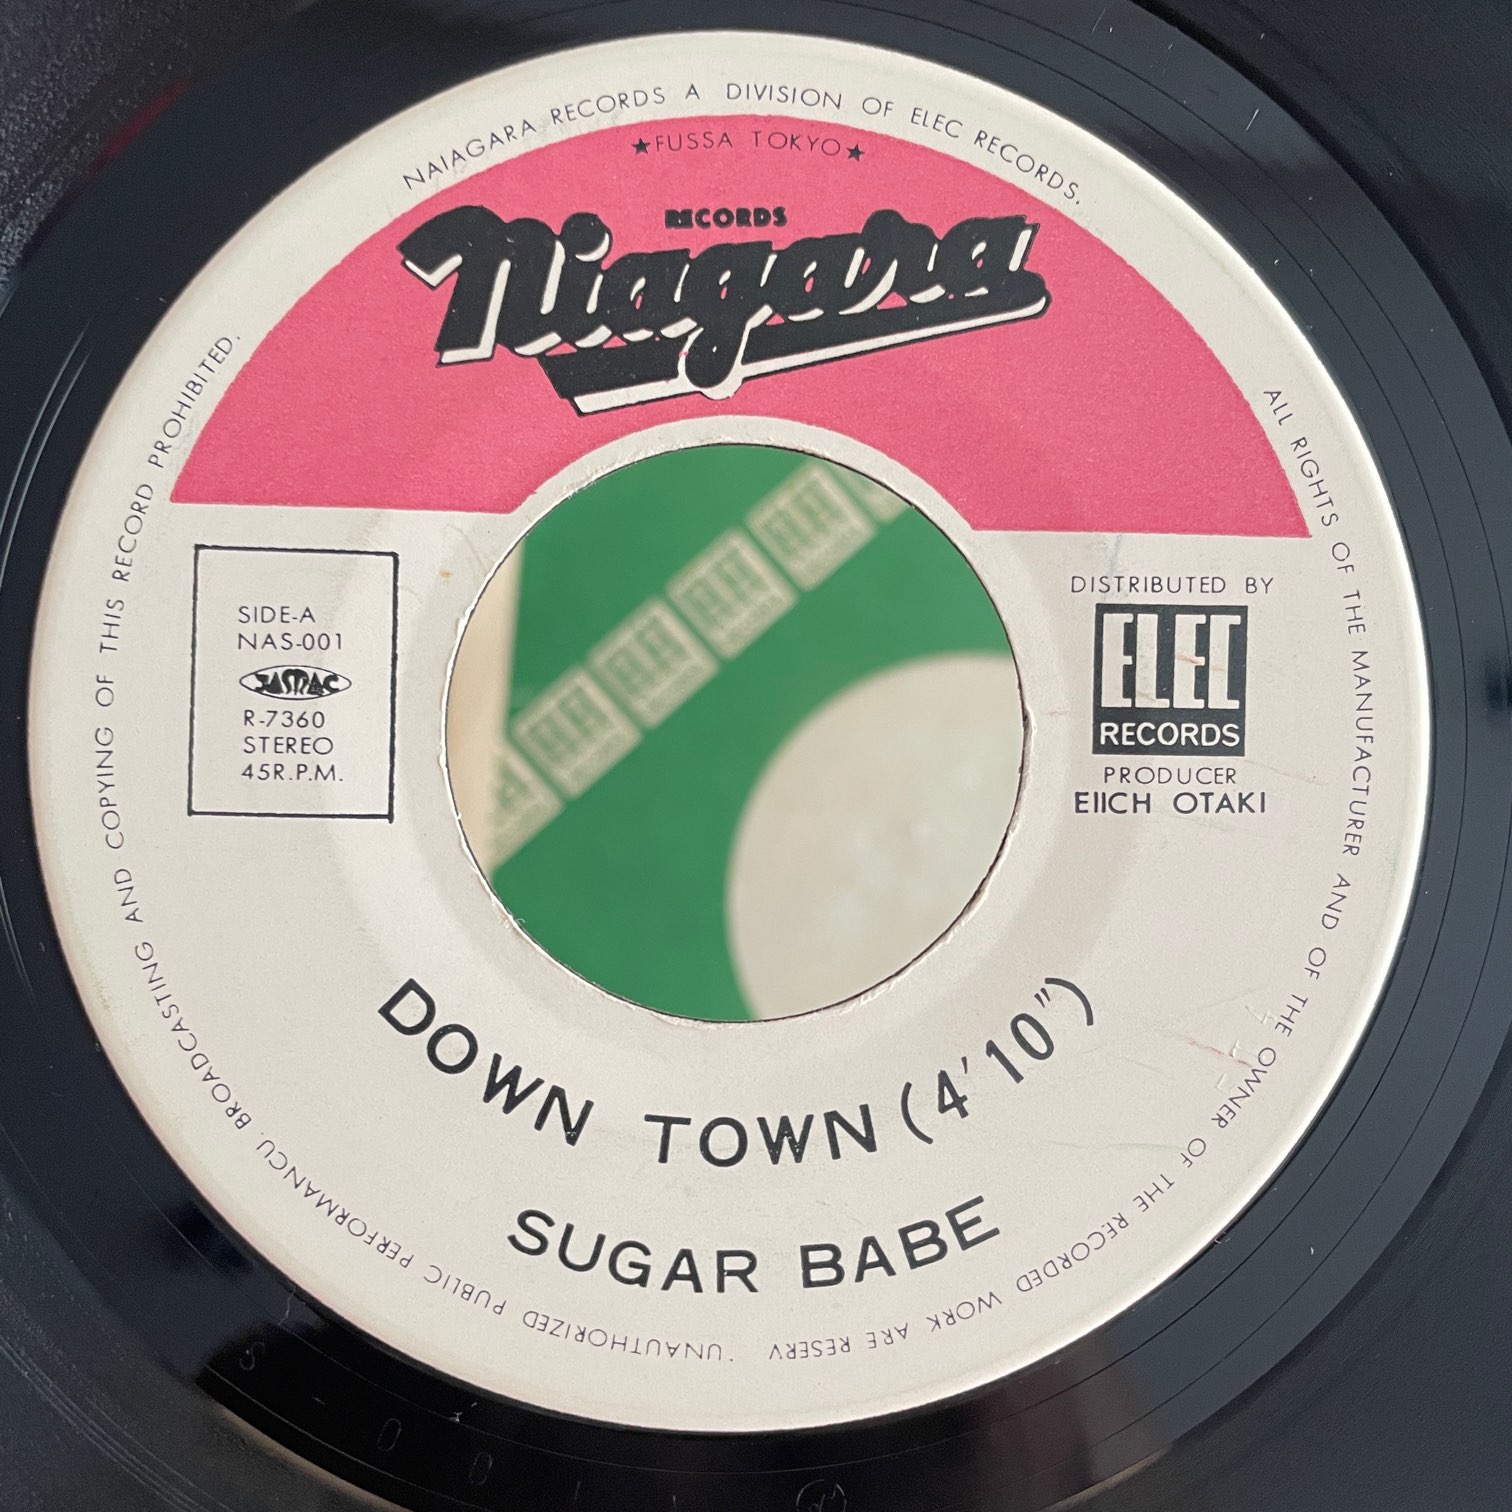 NAIAGARA RECORDS A DIVISION OF ELEC RECORDS.
★FUSSA TOKYO★
RECORDS
Niagara
SIDE-A
NAS-001
JASRAC
R-7360
STEREO
45R.P.M.
DISTRIBUTED BY
ELEC
RECORDS
PRODUCER
EIICH OTAKI
DOWN TOWN (4'10")
SUGAR BABE
ALL RIGHTS OF THE MANUFACTURER AND OF THE OWNER OF THE RECORDED WORK ARE RESERV
UNAUTHORIZED PUBLIC PERFORMANCU. BROADCASTING AND COPYING OF THIS RECORD PROHIBITED.